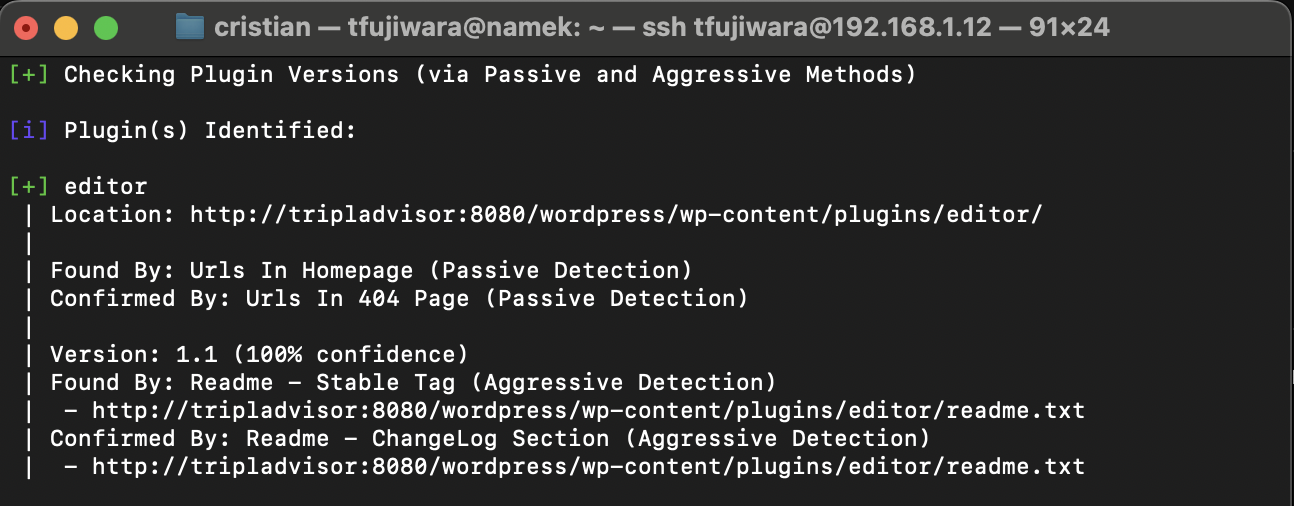 cristian — tfujiwara@namek: ~ — ssh tfujiwara@192.168.1.12 — 91×24
[+] Checking Plugin Versions (via Passive and Aggressive Methods)
[i] Plugin(s) Identified:
[+] editor
| Location: http://tripladvisor:8080/wordpress/wp-content/plugins/editor/
|
| Found By: Urls In Homepage (Passive Detection)
| Confirmed By: Urls In 404 Page (Passive Detection)
|
| Version: 1.1 (100% confidence)
| Found By: Readme - Stable Tag (Aggressive Detection)
|  - http://tripladvisor:8080/wordpress/wp-content/plugins/editor/readme.txt
| Confirmed By: Readme - ChangeLog Section (Aggressive Detection)
|  - http://tripladvisor:8080/wordpress/wp-content/plugins/editor/readme.txt